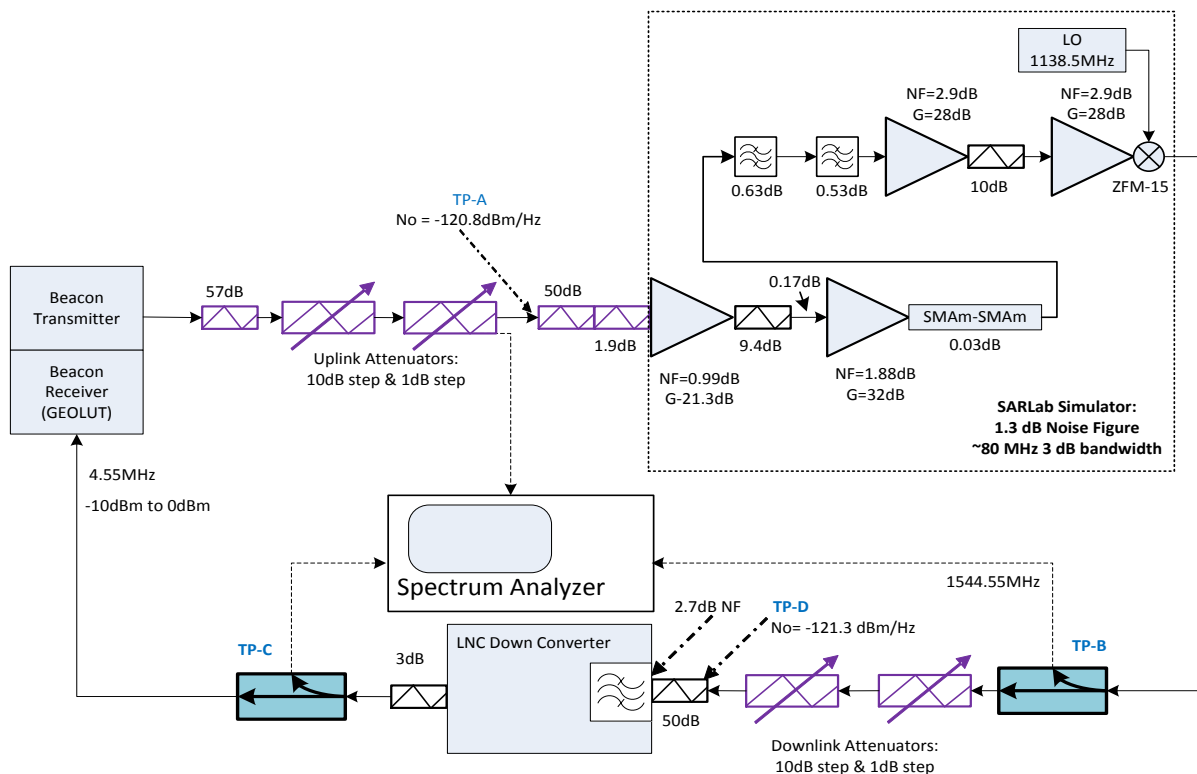 LO
1138.5MHz
NF=2.9dB
G=28dB
NF=2.9dB
G=28dB
0.63dB
0.53dB
10dB
ZFM-15
TP-A
No = -120.8dBm/Hz
Beacon
Transmitter
57dB
50dB
0.17dB
1.9dB
9.4dB
SMAm-SMAm
0.03dB
Uplink Attenuators:
10dB step & 1dB step
Beacon
Receiver
(GEOLUT)
NF=0.99dB
G-21.3dB
NF=1.88dB
G=32dB
SARLab Simulator:
1.3 dB Noise Figure
~80 MHz 3 dB bandwidth
4.55MHz
-10dBm to 0dBm
Spectrum Analyzer
1544.55MHz
2.7dB NF
TP-D
No= -121.3 dBm/Hz
TP-C
3dB
LNC Down Converter
TP-B
50dB
Downlink Attenuators:
10dB step & 1dB step